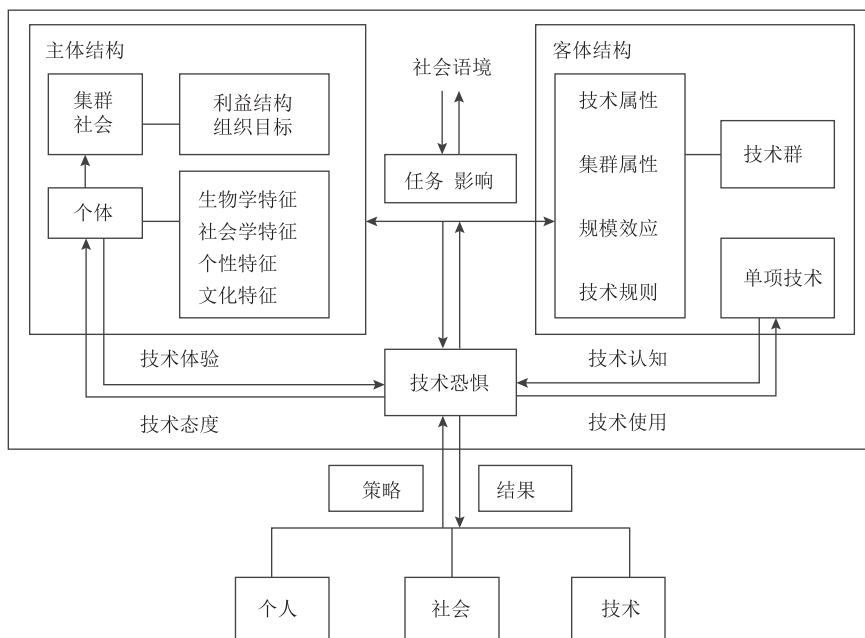 主体结构
集群
社会
利益结构
组织目标
个体
生物学特征
社会学特征
个性特征
文化特征
社会语境
任务 影响
客体结构
技术属性
集群属性
规模效应
技术规则
技术群
单项技术
技术体验
技术态度
技术恐惧
技术认知
技术使用
策略
结果
个人
社会
技术